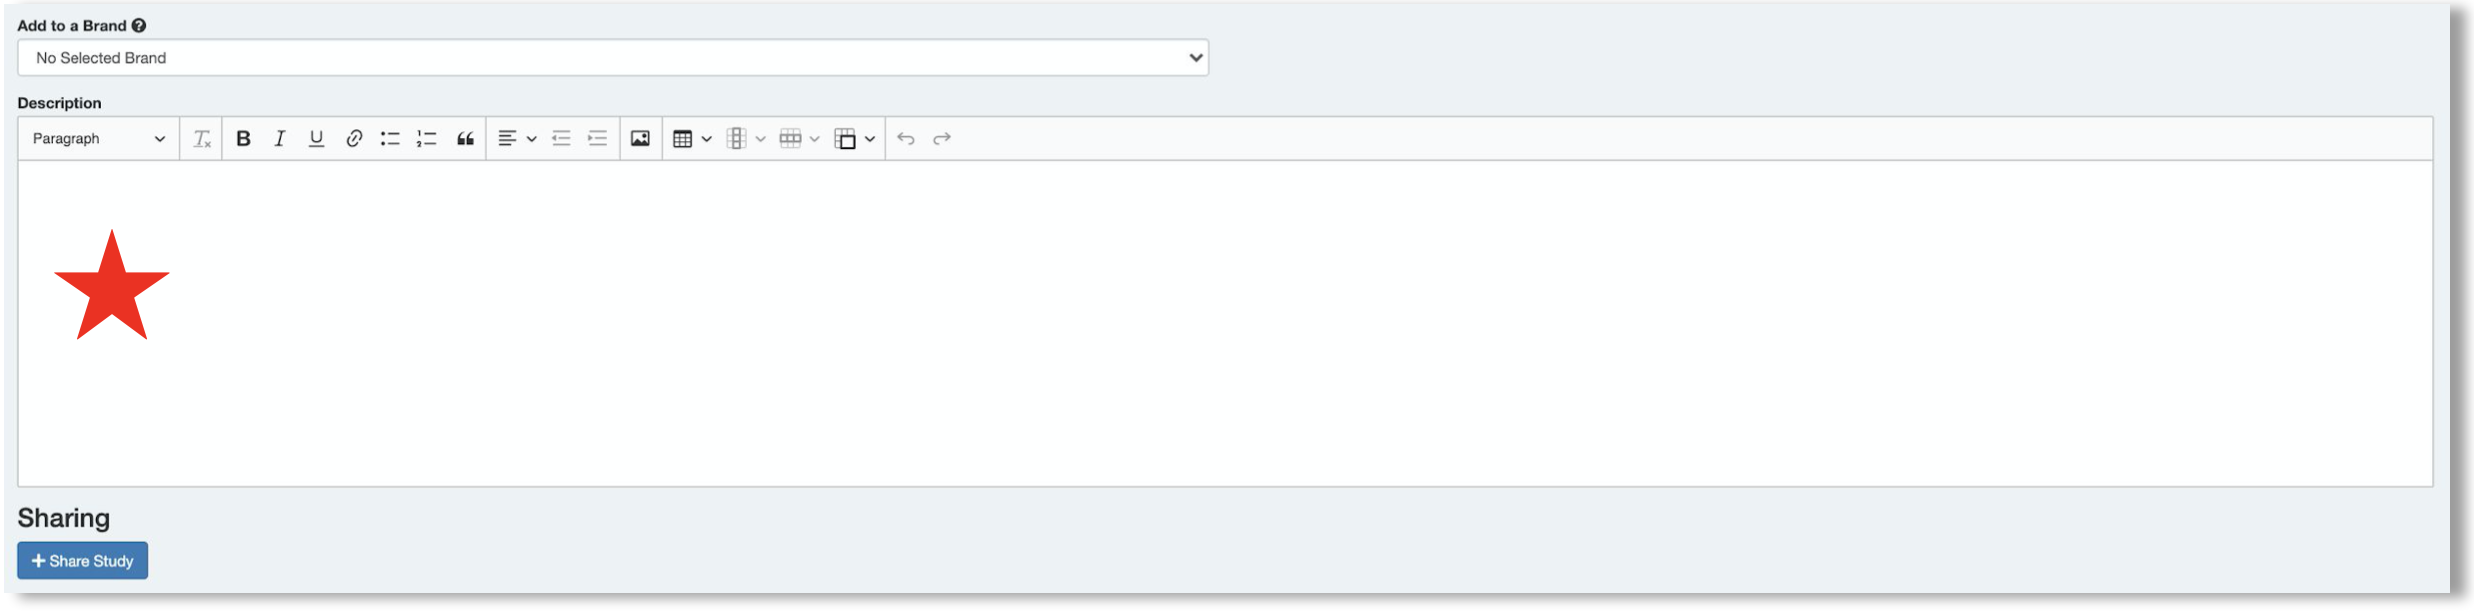 Add to a Brand
No Selected Brand
Description
Paragraph
Sharing
Share Study